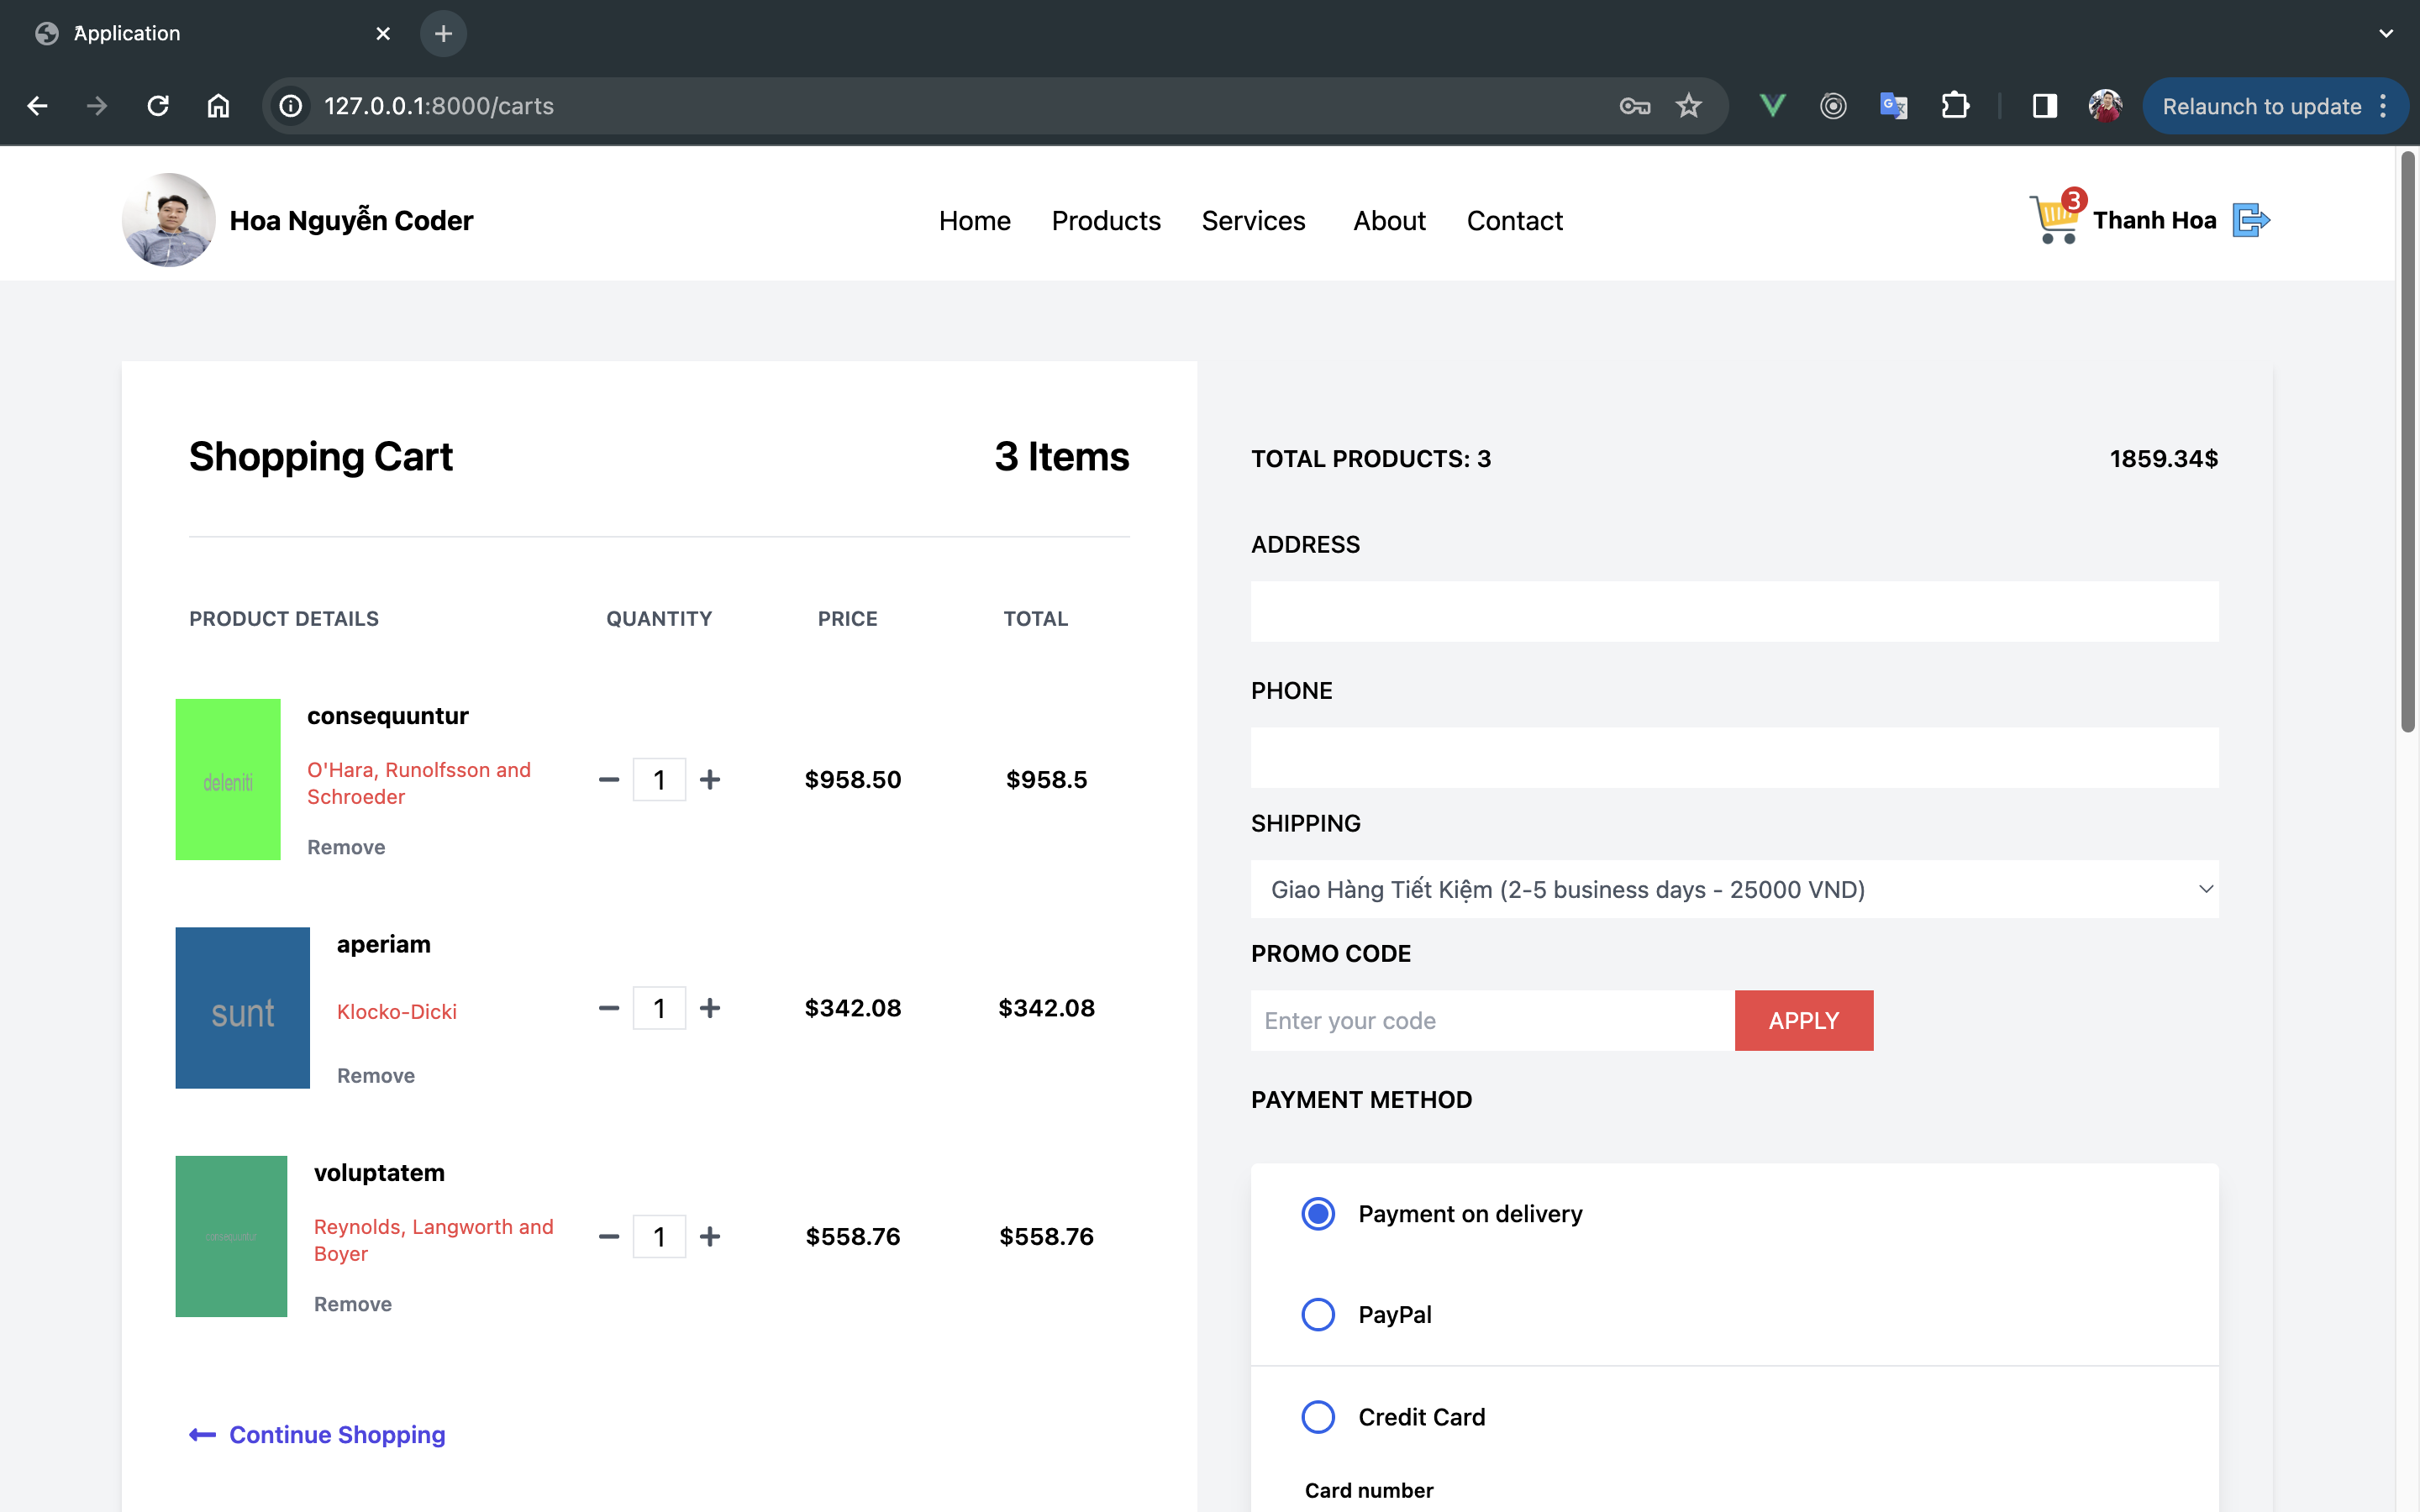 Application
127.0.0.1:8000/carts
Relaunch to update
Hoa Nguyễn Coder
Home Products Services About Contact
3
Thanh Hoa
Shopping Cart 3 Items
PRODUCT DETAILS QUANTITY PRICE TOTAL
deleniti
consequuntur
O'Hara, Runolfsson and
Schroeder
Remove
1 $958.50 $958.5
sunt
aperiam
Klocko-Dicki
Remove
1 $342.08 $342.08
consequuntur
voluptatem
Reynolds, Langworth and
Boyer
Remove
1 $558.76 $558.76
Continue Shopping
TOTAL PRODUCTS: 3 1859.34$
ADDRESS
PHONE
SHIPPING
Giao Hàng Tiết Kiệm (2-5 business days - 25000 VND)
PROMO CODE
Enter your code APPLY
PAYMENT METHOD
Payment on delivery
PayPal
Credit Card
Card number